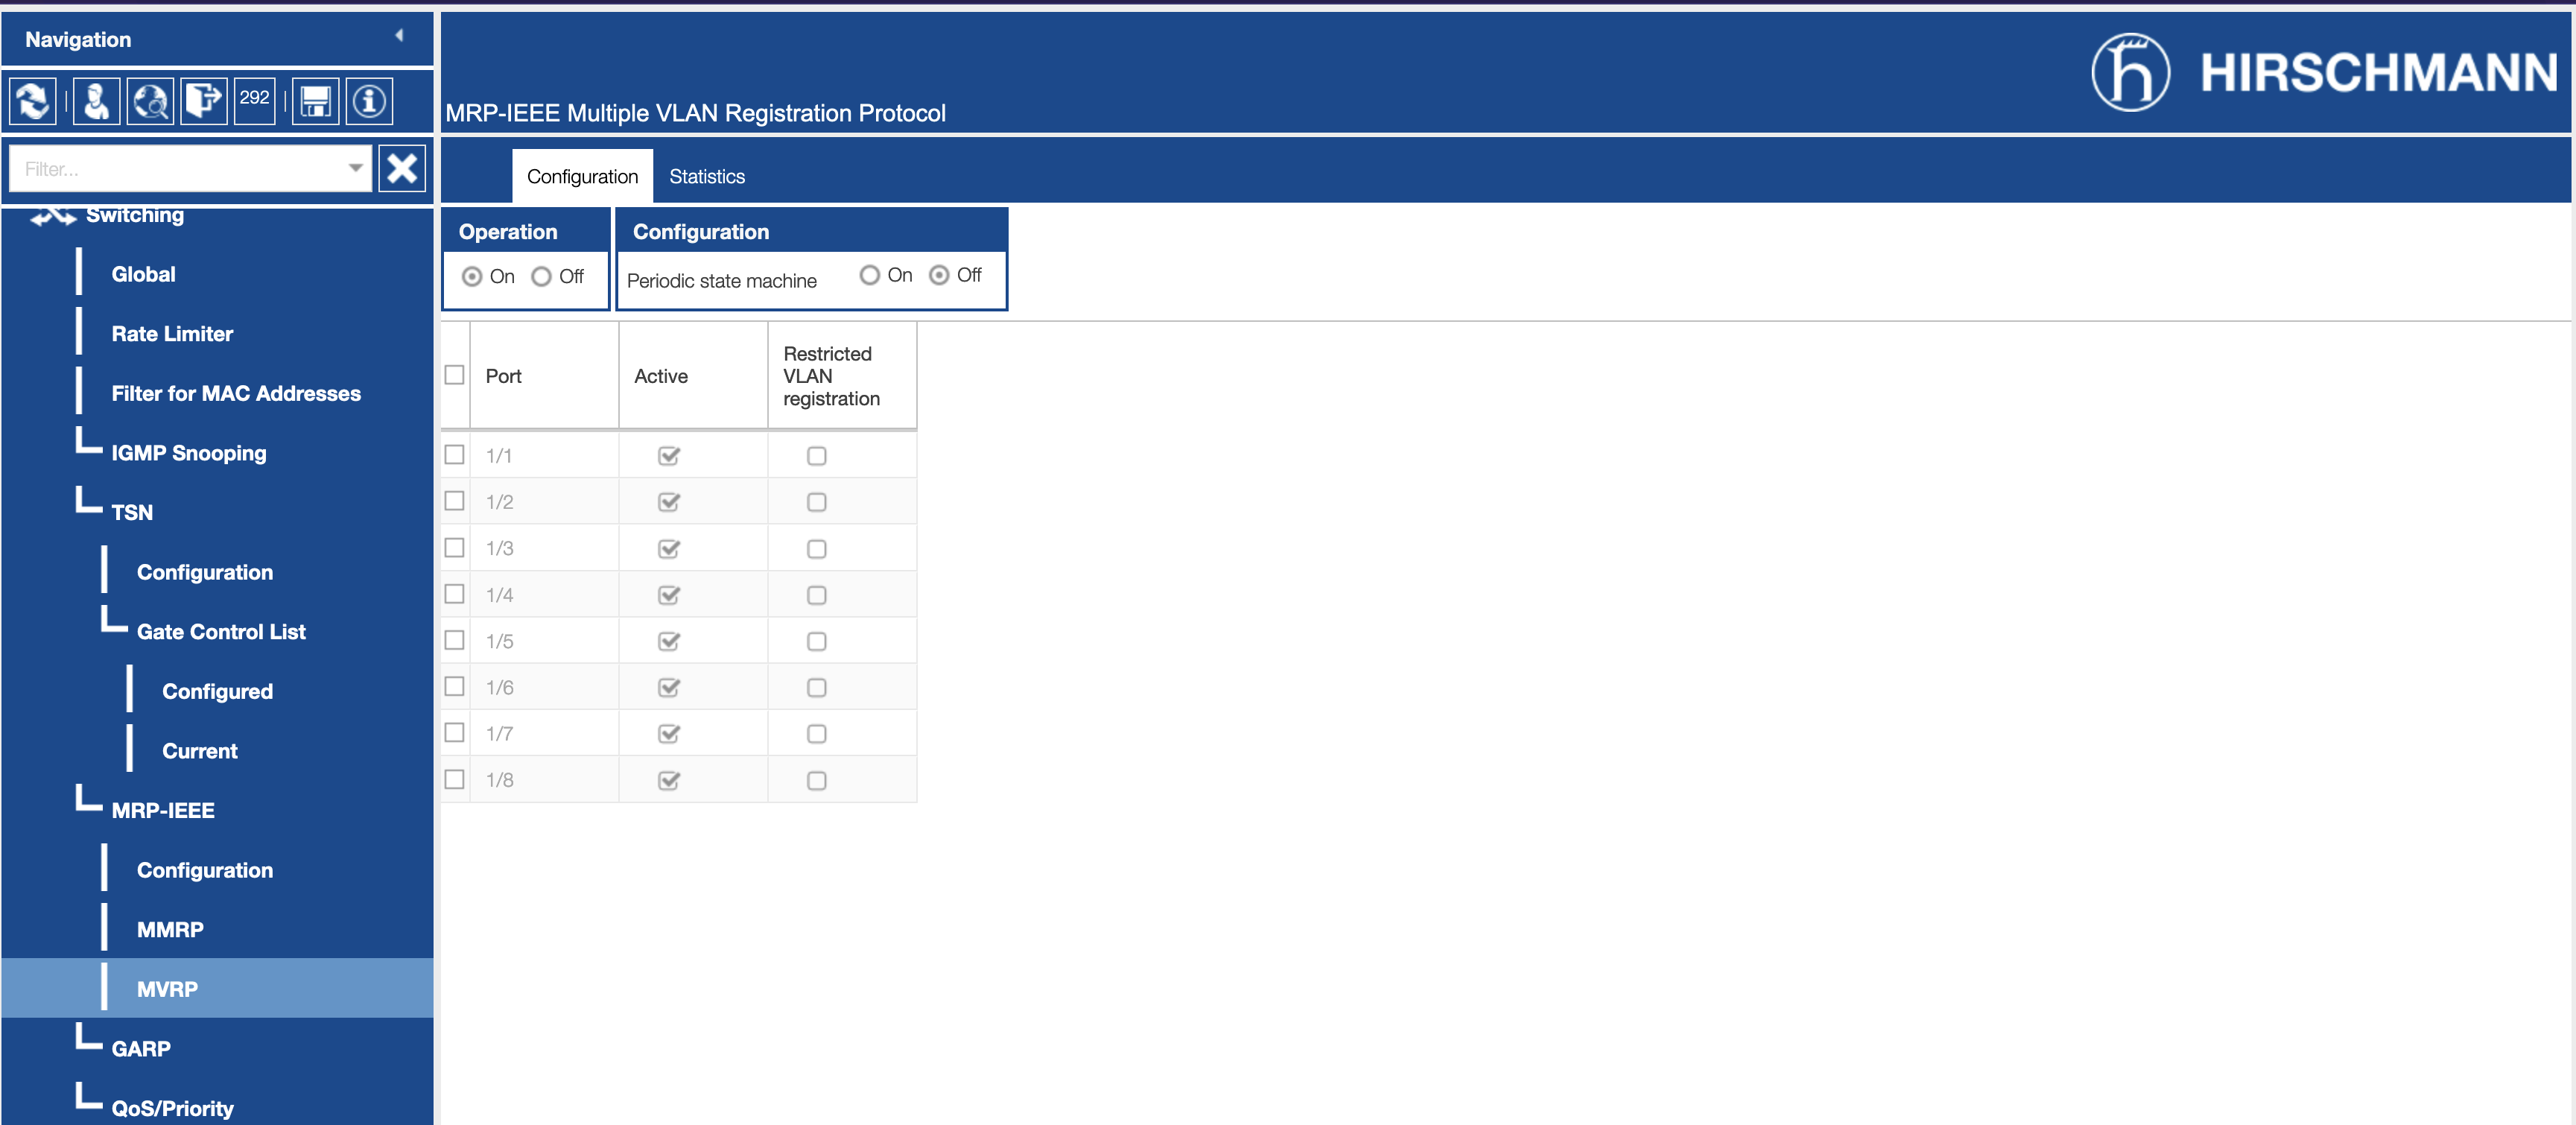 Navigation
292
Filter...
Switching
Global
Rate Limiter
Filter for MAC Addresses
IGMP Snooping
TSN
Configuration
Gate Control List
Configured
Current
MRP-IEEE
Configuration
MMRP
MVRP
GARP
QoS/Priority
HIRSCHMANN
MRP-IEEE Multiple VLAN Registration Protocol
Configuration Statistics
Operation
On Off
Configuration
Periodic state machine On Off
Port Active Restricted VLAN registration
1/1
1/2
1/3
1/4
1/5
1/6
1/7
1/8